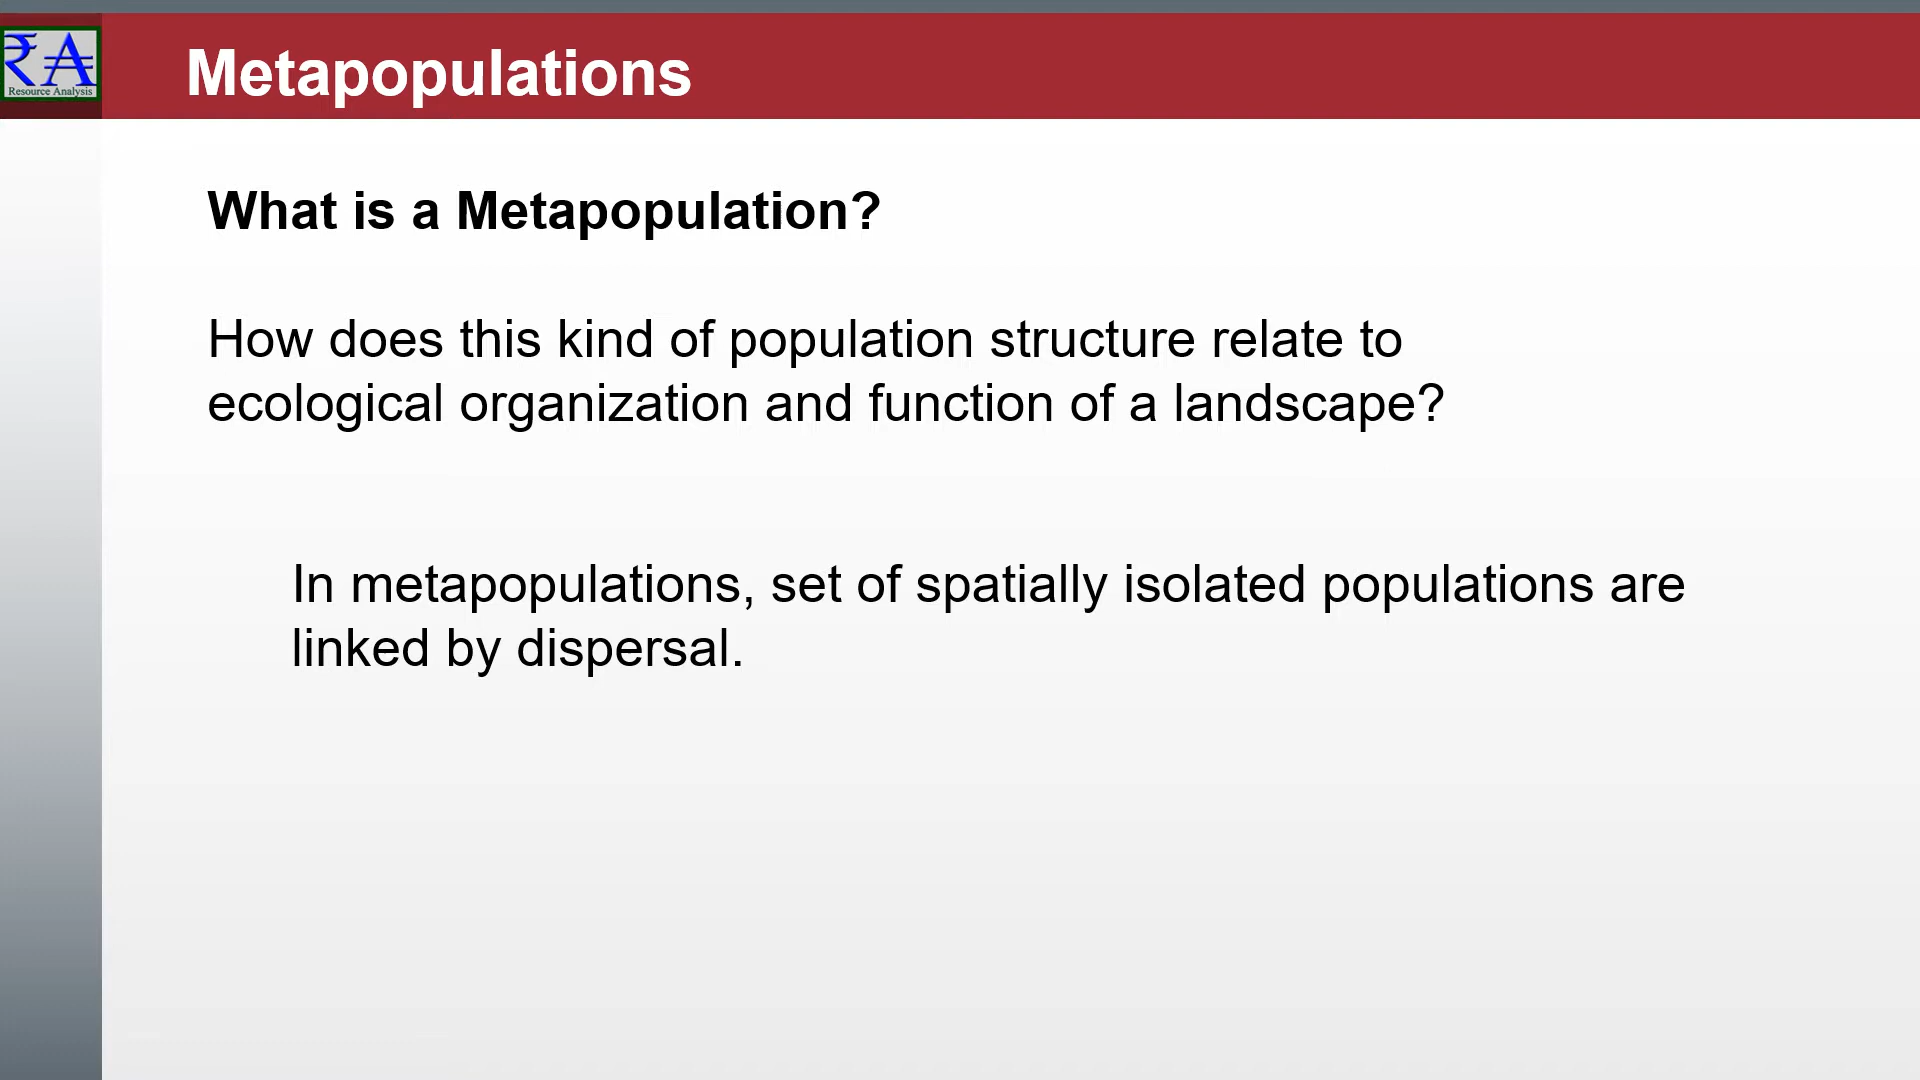 ₹A
Resource Analysis
Metapopulations
What is a Metapopulation?
How does this kind of population structure relate to
ecological organization and function of a landscape?
In metapopulations, set of spatially isolated populations are
linked by dispersal.